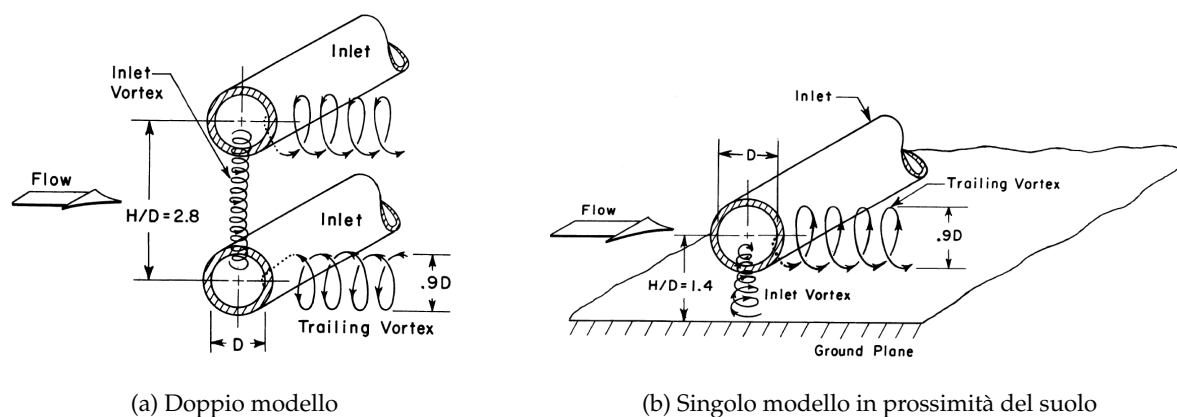 Inlet
Inlet
Vortex
Flow
H/D=2.8
Inlet
.9D
Trailing Vortex
D
(a) Doppio modello
Inlet
D
Trailing Vortex
Flow
.9D
H/D=1.4
Inlet Vortex
Ground Plane
(b) Singolo modello in prossimità del suolo